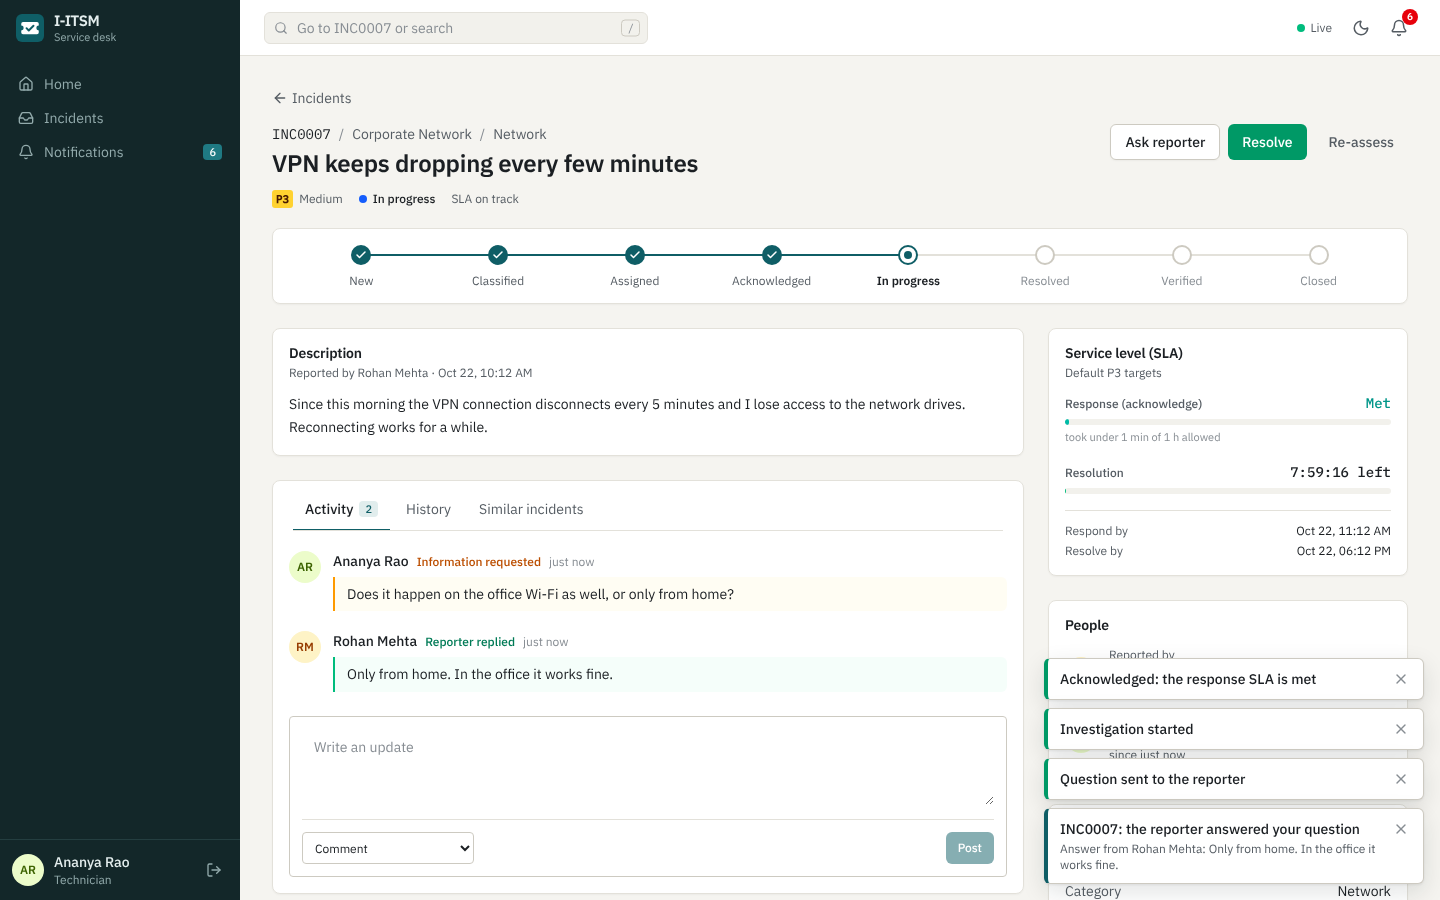 I-ITSM
Service desk
Go to INC0007 or search
/
Live
6
Home
Incidents
Notifications
6
Incidents
INC0007 / Corporate Network / Network
VPN keeps dropping every few minutes
P3 Medium In progress SLA on track
Ask reporter
Resolve
Re-assess
New
Classified
Assigned
Acknowledged
In progress
Resolved
Verified
Closed
Description
Reported by Rohan Mehta · Oct 22, 10:12 AM
Since this morning the VPN connection disconnects every 5 minutes and I lose access to the network drives.
Reconnecting works for a while.
Activity 2
History
Similar incidents
AR
Ananya Rao Information requested just now
Does it happen on the office Wi-Fi as well, or only from home?
RM
Rohan Mehta Reporter replied just now
Only from home. In the office it works fine.
Write an update
Comment
Post
Service level (SLA)
Default P3 targets
Response (acknowledge) Met
took under 1 min of 1 h allowed
Resolution 7:59:16 left
Respond by Oct 22, 11:12 AM
Resolve by Oct 22, 06:12 PM
People
Reported by
Acknowledged: the response SLA is met
Investigation started
since just now
Question sent to the reporter
INC0007: the reporter answered your question
Answer from Rohan Mehta: Only from home. In the office it
works fine.
Category Network
AR
Ananya Rao
Technician